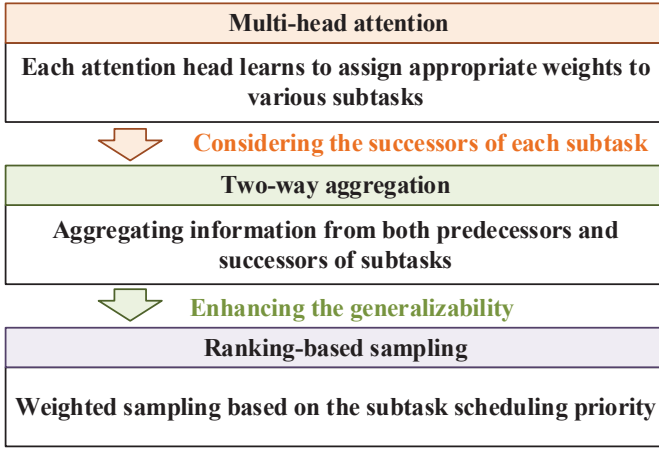 Multi-head attention
Each attention head learns to assign appropriate weights to
various subtasks
Considering the successors of each subtask
Two-way aggregation
Aggregating information from both predecessors and
successors of subtasks
Enhancing the generalizability
Ranking-based sampling
Weighted sampling based on the subtask scheduling priority